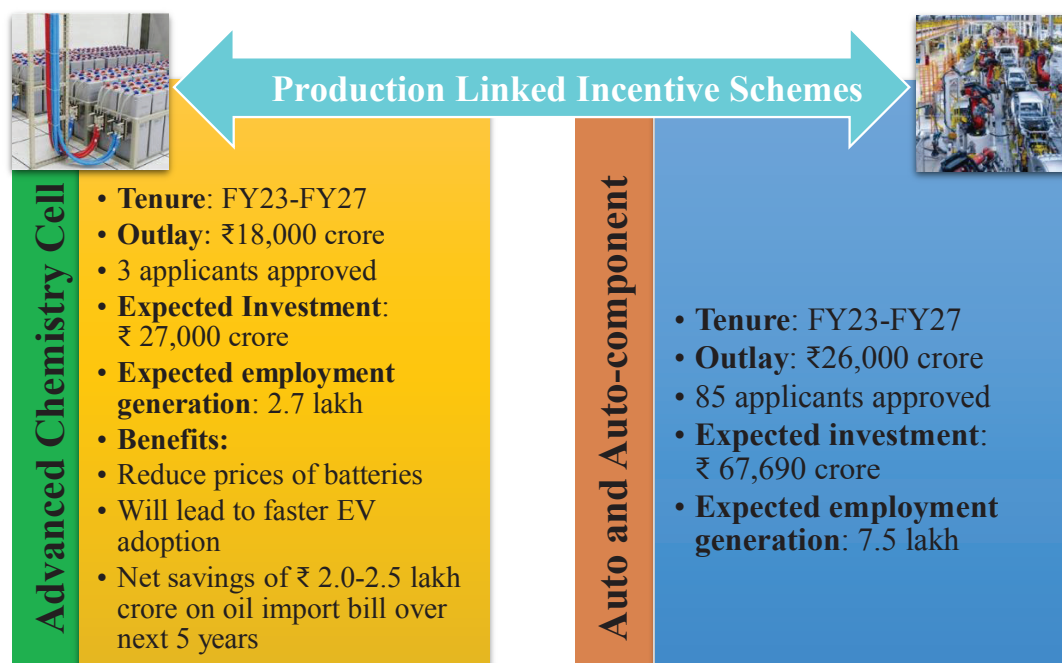 Production Linked Incentive Schemes
Advanced Chemistry Cell
• Tenure: FY23-FY27
• Outlay: ₹18,000 crore
• 3 applicants approved
• Expected Investment:
₹ 27,000 crore
• Expected employment
generation: 2.7 lakh
• Benefits:
• Reduce prices of batteries
• Will lead to faster EV
adoption
• Net savings of ₹ 2.0-2.5 lakh
crore on oil import bill over
next 5 years
Auto and Auto-component
• Tenure: FY23-FY27
• Outlay: ₹26,000 crore
• 85 applicants approved
• Expected investment:
₹ 67,690 crore
• Expected employment
generation: 7.5 lakh